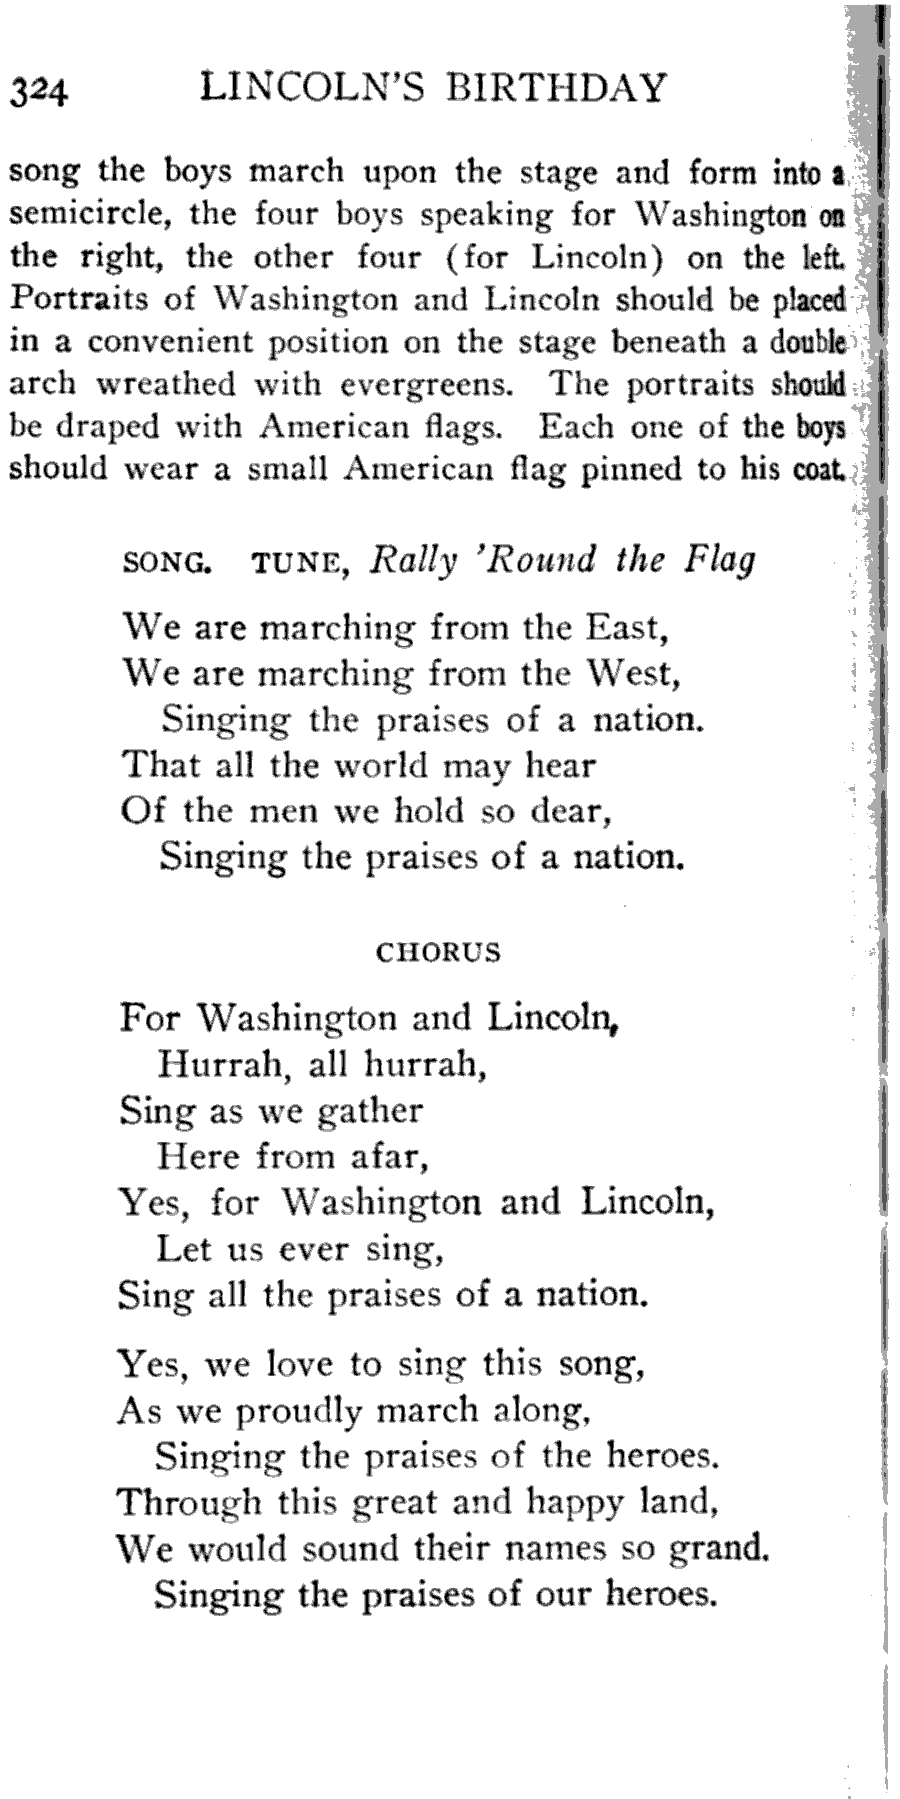 324 LINCOLN'S BIRTHDAY
song the boys march upon the stage and form into a
semicircle, the four boys speaking for Washington on
the right, the other four (for Lincoln) on the left.
Portraits of Washington and Lincoln should be placed
in a convenient position on the stage beneath a double
arch wreathed with evergreens. The portraits should
be draped with American flags. Each one of the boys
should wear a small American flag pinned to his coat.
SONG. TUNE, Rally 'Round the Flag
We are marching from the East,
We are marching from the West,
Singing the praises of a nation.
That all the world may hear
Of the men we hold so dear,
Singing the praises of a nation.
CHORUS
For Washington and Lincoln,
Hurrah, all hurrah,
Sing as we gather
Here from afar,
Yes, for Washington and Lincoln,
Let us ever sing,
Sing all the praises of a nation.
Yes, we love to sing this song,
As we proudly march along,
Singing the praises of the heroes.
Through this great and happy land,
We would sound their names so grand.
Singing the praises of our heroes.